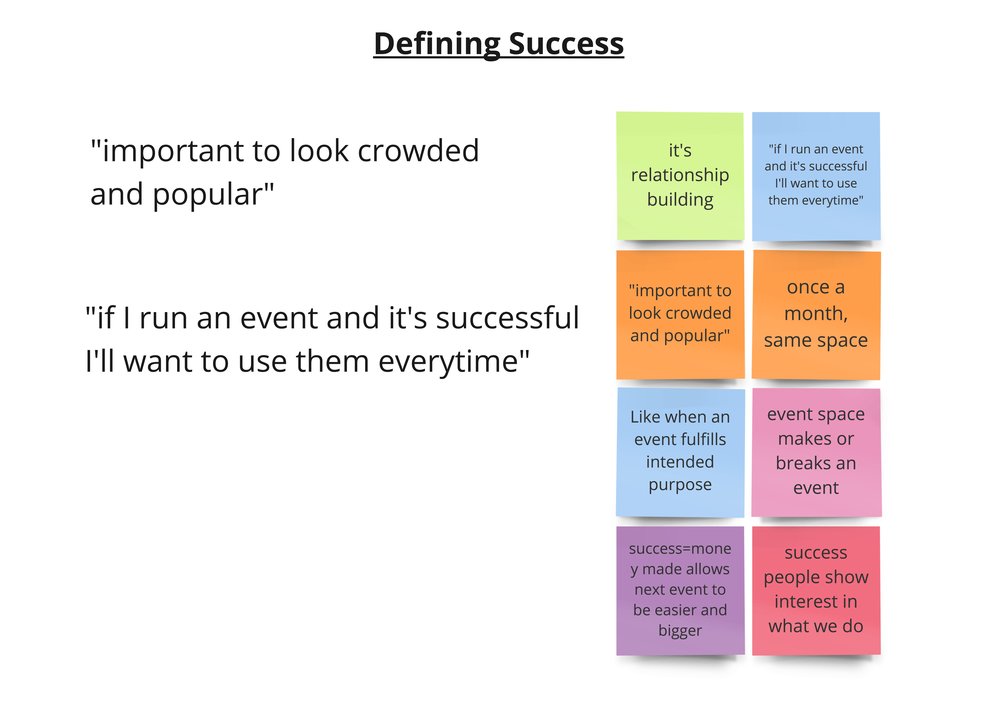 Defining Success
"important to look crowded
and popular"
"if I run an event and it's successful
I'll want to use them everytime"
it's
relationship
building
"if I run an event
and it's successful
I'll want to use
them everytime"
"important to
look crowded
and popular"
once a
month,
same space
Like when an
event fulfills
intended
purpose
event space
makes or
breaks an
event
success=mone
y made allows
next event to
be easier and
bigger
success
people show
interest in
what we do